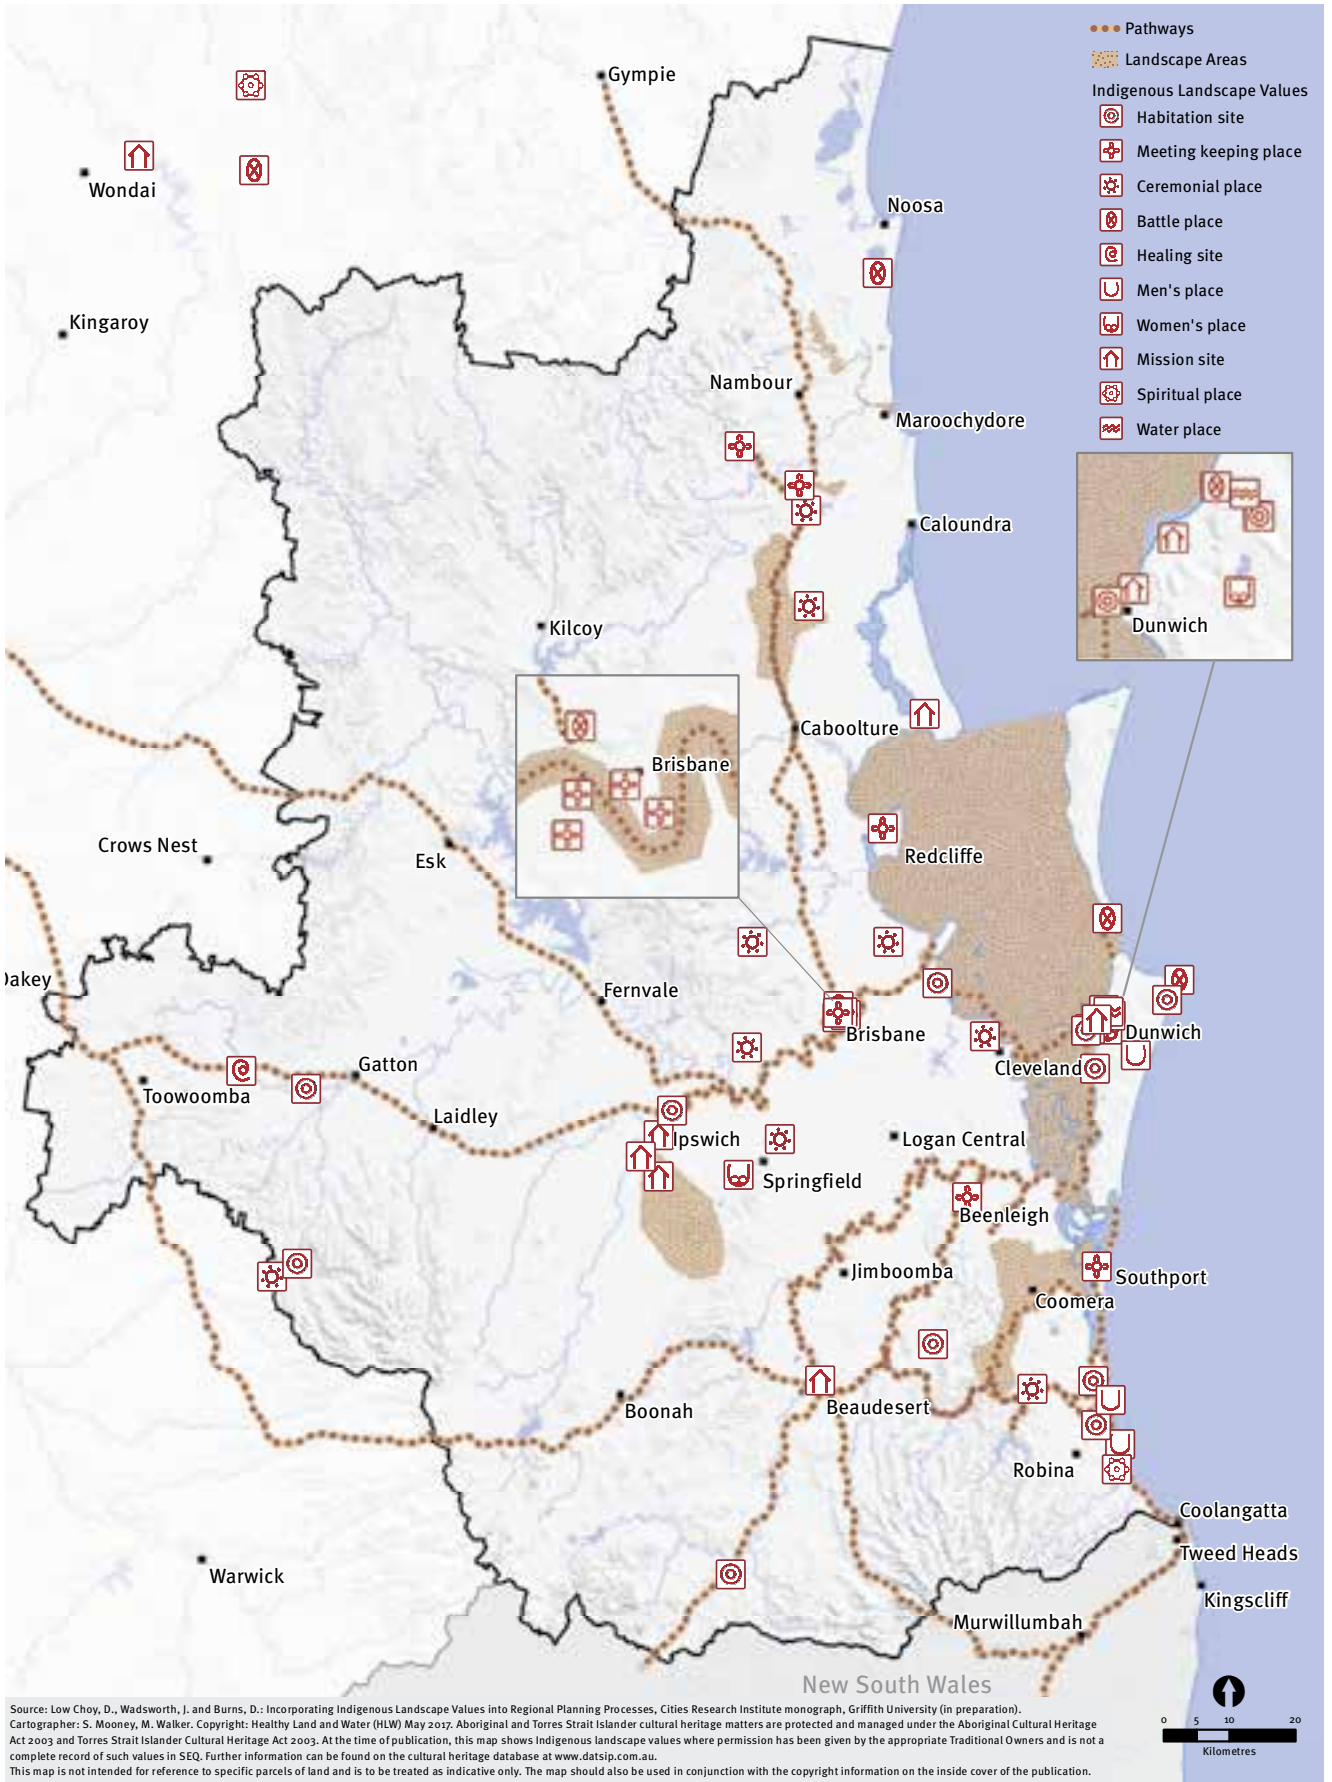 Pathways
Landscape Areas
Indigenous Landscape Values
Habitation site
Meeting keeping place
Ceremonial place
Battle place
Healing site
Men's place
Women's place
Mission site
Spiritual place
Water place
Gympie
Wondai
Noosa
Kingaroy
Nambour
Maroochydore
Caloundra
Kilcoy
Dunwich
Caboolture
Brisbane
Crows Nest
Esk
Redcliffe
Oakey
Fernvale
Brisbane
Dunwich
Cleveland
Gatton
Toowoomba
Laidley
Ipswich
Logan Central
Springfield
Beenleigh
Jimboomba
Southport
Coomera
Boonah
Beaudesert
Robina
Coolangatta
Tweed Heads
Warwick
Kingscliff
Murwillumbah
New South Wales
Source: Low Choy, D., Wadsworth, J. and Burns, D.: Incorporating Indigenous Landscape Values into Regional Planning Processes, Cities Research Institute monograph, Griffith University (in preparation).
Cartographer: S. Mooney, M. Walker. Copyright: Healthy Land and Water (HLW) May 2017. Aboriginal and Torres Strait Islander cultural heritage matters are protected and managed under the Aboriginal Cultural Heritage
Act 2003 and Torres Strait Islander Cultural Heritage Act 2003. At the time of publication, this map shows Indigenous landscape values where permission has been given by the appropriate Traditional Owners and is not a
complete record of such values in SEQ. Further information can be found on the cultural heritage database at www.datsip.com.au.
This map is not intended for reference to specific parcels of land and is to be treated as indicative only. The map should also be used in conjunction with the copyright information on the inside cover of the publication.
0 5 10 20
Kilometres